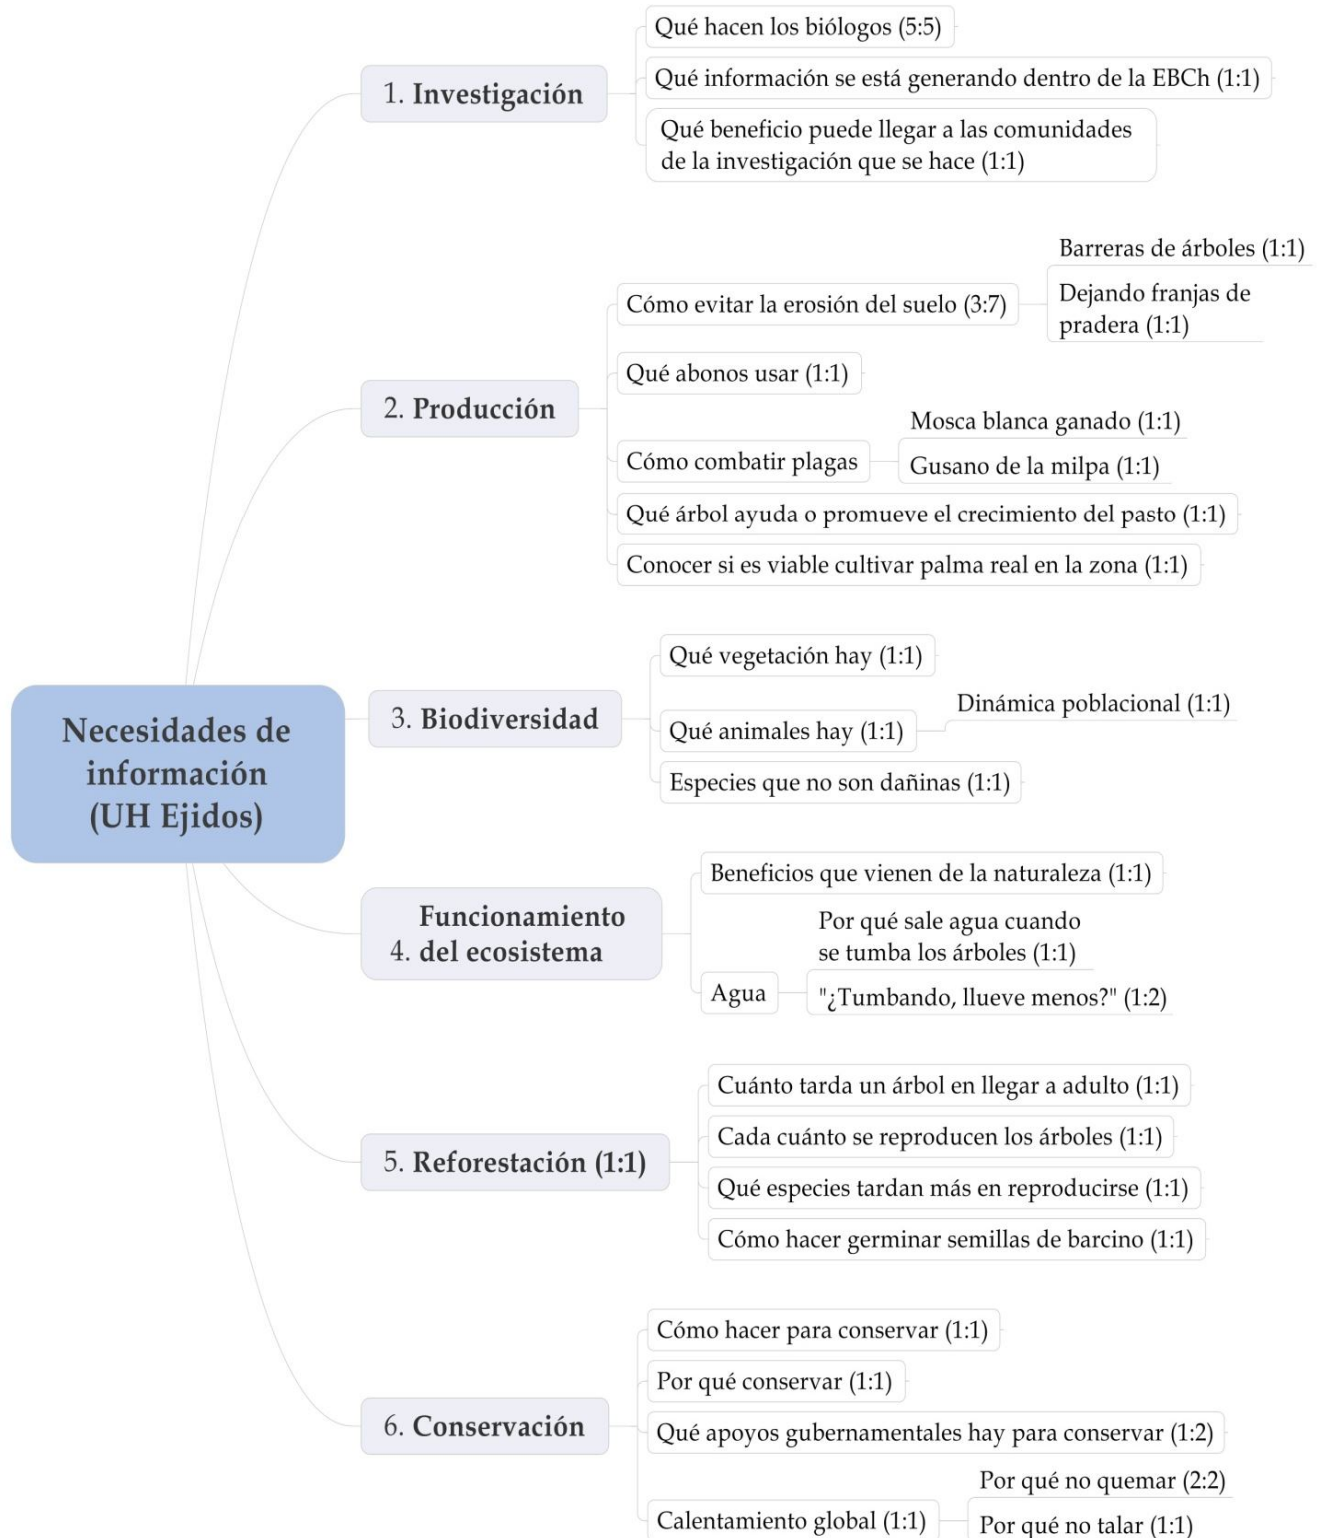 Necesidades de
información
(UH Ejidos)
1. Investigación
Qué hacen los biólogos (5:5)
Qué información se está generando dentro de la EBCh (1:1)
Qué beneficio puede llegar a las comunidades
de la investigación que se hace (1:1)
2. Producción
Cómo evitar la erosión del suelo (3:7)
Barreras de árboles (1:1)
Dejando franjas de
pradera (1:1)
Qué abonos usar (1:1)
Cómo combatir plagas
Mosca blanca ganado (1:1)
Gusano de la milpa (1:1)
Qué árbol ayuda o promueve el crecimiento del pasto (1:1)
Conocer si es viable cultivar palma real en la zona (1:1)
3. Biodiversidad
Qué vegetación hay (1:1)
Qué animales hay (1:1)
Dinámica poblacional (1:1)
Especies que no son dañinas (1:1)
4. Funcionamiento
del ecosistema
Beneficios que vienen de la naturaleza (1:1)
Agua
Por qué sale agua cuando
se tumba los árboles (1:1)
"¿Tumbando, llueve menos?" (1:2)
5. Reforestación (1:1)
Cuánto tarda un árbol en llegar a adulto (1:1)
Cada cuánto se reproducen los árboles (1:1)
Qué especies tardan más en reproducirse (1:1)
Cómo hacer germinar semillas de barcino (1:1)
6. Conservación
Cómo hacer para conservar (1:1)
Por qué conservar (1:1)
Qué apoyos gubernamentales hay para conservar (1:2)
Calentamiento global (1:1)
Por qué no quemar (2:2)
Por qué no talar (1:1)